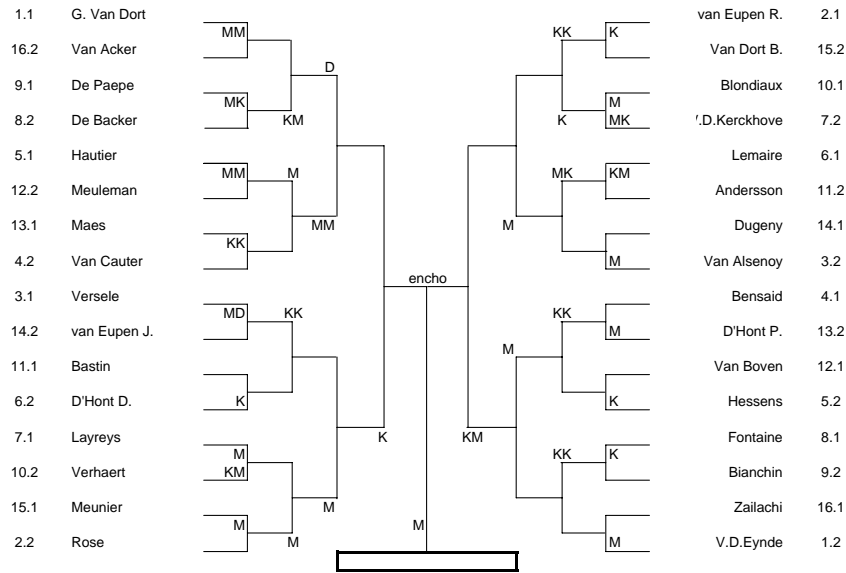 1.1 G. Van Dort van Eupen R. 2.1
MM KK K
16.2 Van Acker Van Dort B. 15.2
D
9.1 De Paepe Blondiaux 10.1
MK M
8.2 De Backer KM K MK '.D.Kerckhove 7.2
5.1 Hautier Lemaire 6.1
MM M MK KM
12.2 Meuleman Andersson 11.2
13.1 Maes MM M Dugeny 14.1
KK
4.2 Van Cauter M Van Alsenoy 3.2
encho
3.1 Versele Bensaid 4.1
MD KK KK
14.2 van Eupen J. M D'Hont P. 13.2
M
11.1 Bastin Van Boven 12.1
6.2 D'Hont D. K K Hessens 5.2
7.1 Layreys K KM Fontaine 8.1
M KK K
10.2 Verhaert KM Bianchin 9.2
15.1 Meunier M Zailachi 16.1
M M
2.2 Rose M M V.D.Eynde 1.2